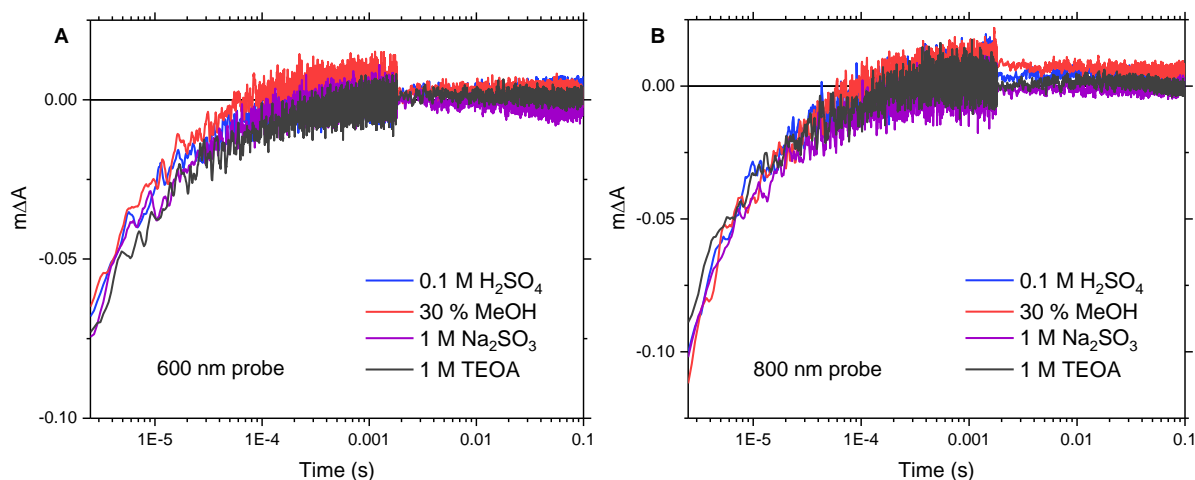 A
0.00
-0.05
-0.10
mΔA
0.1 M H₂SO₄
30 % MeOH
1 M Na₂SO₃
1 M TEOA
600 nm probe
1E-5
1E-4
0.001
0.01
0.1
Time (s)
B
0.00
-0.05
-0.10
mΔA
0.1 M H₂SO₄
30 % MeOH
1 M Na₂SO₃
1 M TEOA
800 nm probe
1E-5
1E-4
0.001
0.01
0.1
Time (s)